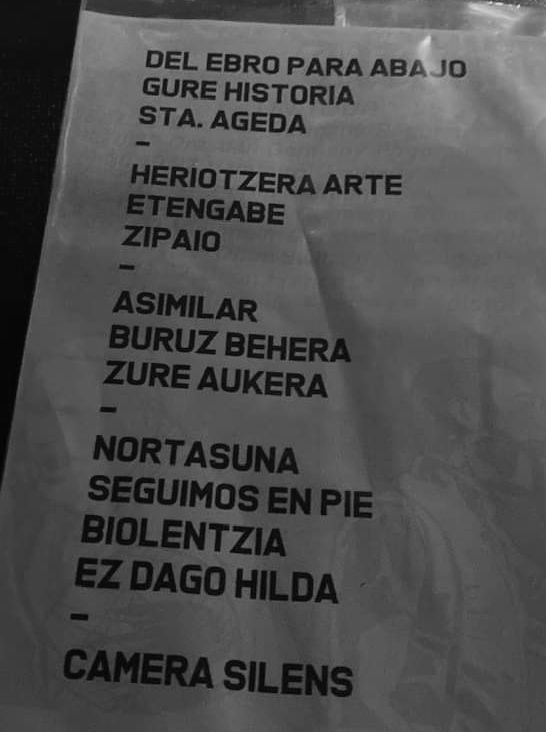 DEL EBRO PARA ABAJO
GURE HISTORIA
STA. AGEDA
-
HERIOTZERA ARTE
ETENGABE
ZIPAIO
-
ASIMILAR
BURUZ BEHERA
ZURE AUKERA
-
NORTASUNA
SEGUIMOS EN PIE
BIOLENTZIA
EZ DAGO HILDA
-
CAMERA SILENS